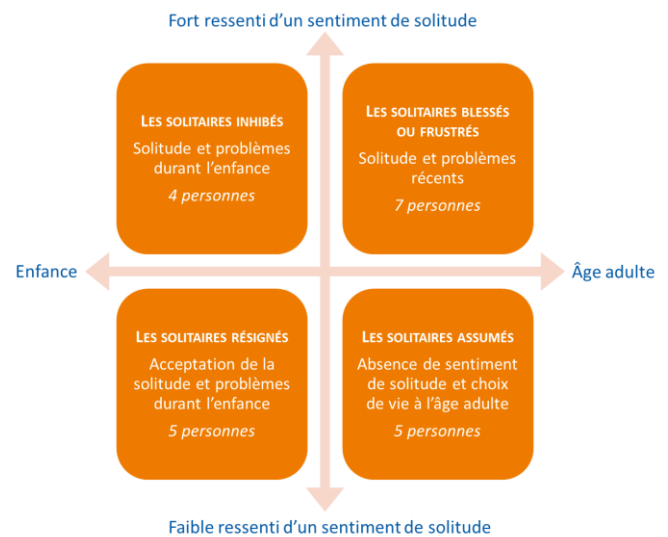 Fort ressenti d'un sentiment de solitude
LES SOLITAIRES INHIBÉS
Solitude et problèmes
durant l'enfance
4 personnes
LES SOLITAIRES BLESSÉS
OU FRUSTRÉS
Solitude et problèmes
récents
7 personnes
Enfance
Âge adulte
LES SOLITAIRES RÉSIGNÉS
Acceptation de la
solitude et problèmes
durant l'enfance
5 personnes
LES SOLITAIRES ASSUMÉS
Absence de sentiment
de solitude et choix
de vie à l'âge adulte
5 personnes
Faible ressenti d'un sentiment de solitude